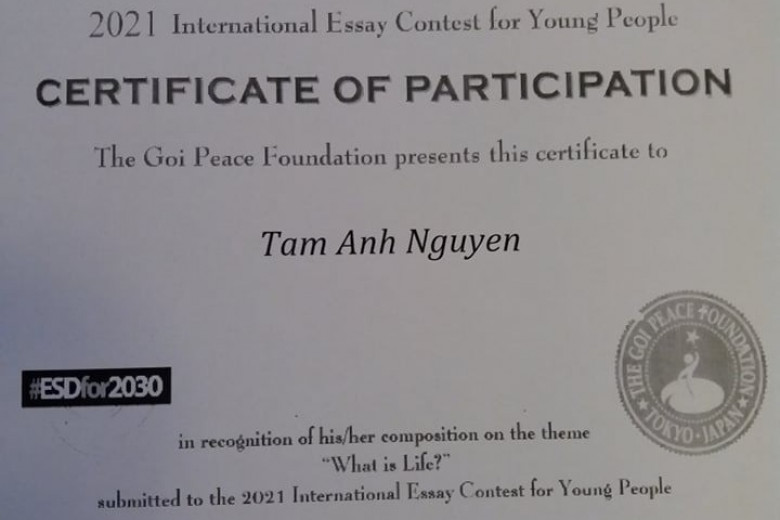 2021 International Essay Contest for Young People
CERTIFICATE OF PARTICIPATION
The Goi Peace Foundation presents this certificate to
Tam Anh Nguyen
THE GOI PEACE FOUNDATION
TOKYO · JAPAN
#ESDfor2030
in recognition of his/her composition on the theme
“What is Life?”
submitted to the 2021 International Essay Contest for Young People